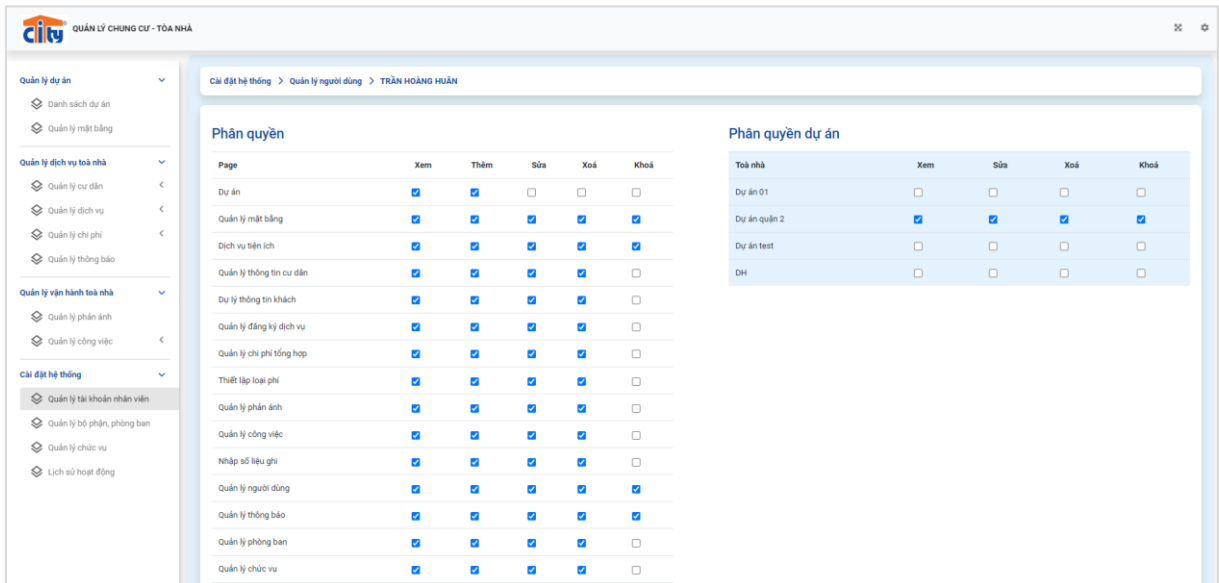 city QUẢN LÝ CHUNG CƯ - TÒA NHÀ
Quản lý dự án
Danh sách dự án
Quản lý mặt bằng
Quản lý dịch vụ toà nhà
Quản lý cư dân
Quản lý dịch vụ
Quản lý chi phí
Quản lý thông báo
Quản lý vận hành toà nhà
Quản lý phản ánh
Quản lý công việc
Cài đặt hệ thống
Quản lý tài khoản nhân viên
Quản lý bộ phận, phòng ban
Quản lý chức vụ
Lịch sử hoạt động
Cài đặt hệ thống > Quản lý người dùng > TRẦN HOÀNG HUÂN
Phân quyền
Page Xem Thêm Sửa Xoá Khoá
Dự án
Quản lý mặt bằng
Dịch vụ tiện ích
Quản lý thông tin cư dân
Dự lý thông tin khách
Quản lý đăng ký dịch vụ
Quản lý chi phí tổng hợp
Thiết lập loại phí
Quản lý phản ánh
Quản lý công việc
Nhập số liệu ghi
Quản lý người dùng
Quản lý thông báo
Quản lý phòng ban
Quản lý chức vụ
Phân quyền dự án
Toà nhà Xem Sửa Xoá Khoá
Dự án 01
Dự án quận 2
Dự án test
DH